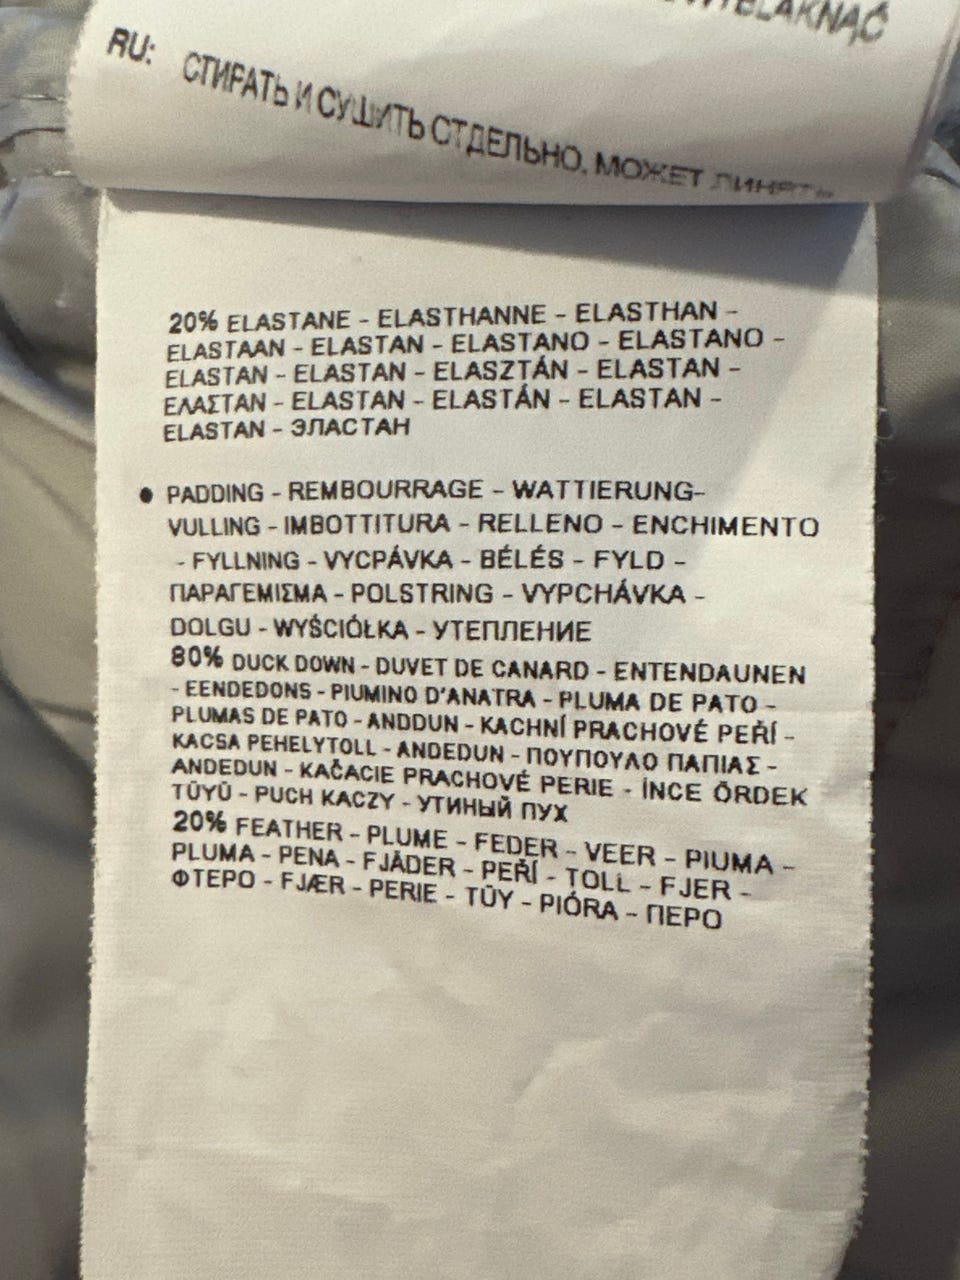 RU: СТИРАТЬ И СУШИТЬ ОТДЕЛЬНО, МОЖЕТ ЛИНЯТЬ
20% ELASTANE - ELASTHANNE - ELASTHAN -
ELASTAAN - ELASTAN - ELASTANO - ELASTANO -
ELASTAN - ELASTAN - ELASZTÁN - ELASTAN -
ΕΛΑΣΤΑΝ - ELASTAN - ELASTÁN - ELASTAN -
ELASTAN - ЭЛАСТАН
• PADDING - REMBOURRAGE - WATTIERUNG-
VULLING - IMBOTTITURA - RELLENO - ENCHIMENTO
- FYLLNING - VYCPÁVKA - BÉLÉS - FYLD -
ΠΑΡΑΓΕΜΙΣΜΑ - POLSTRING - VYPCHÁVKA -
DOLGU - WYŚCIÓŁKA - УТЕПЛЕНИЕ
80% DUCK DOWN - DUVET DE CANARD - ENTENDAUNEN
- EENDEDONS - PIUMINO D'ANATRA - PLUMA DE PATO -
PLUMAS DE PATO - ANDDUN - KACHNÍ PRACHOVÉ PEŘÍ -
KACSA PEHELYTOLL - ANDEDUN - ΠΟΥΠΟΥΛΟ ΠΑΠΙΑΣ -
ANDEDUN - KAČACIE PRACHOVÉ PERIE - İNCE ÖRDEK
TÜYÜ - PUCH KACZY - УТИНЫЙ ПУХ
20% FEATHER - PLUME - FEDER - VEER - PIUMA -
PLUMA - PENA - FJÄDER - PEŘÍ - TOLL - FJER -
ΦΤΕΡΟ - FJÆR - PERIE - TÜY - PIÓRA - ПЕРО